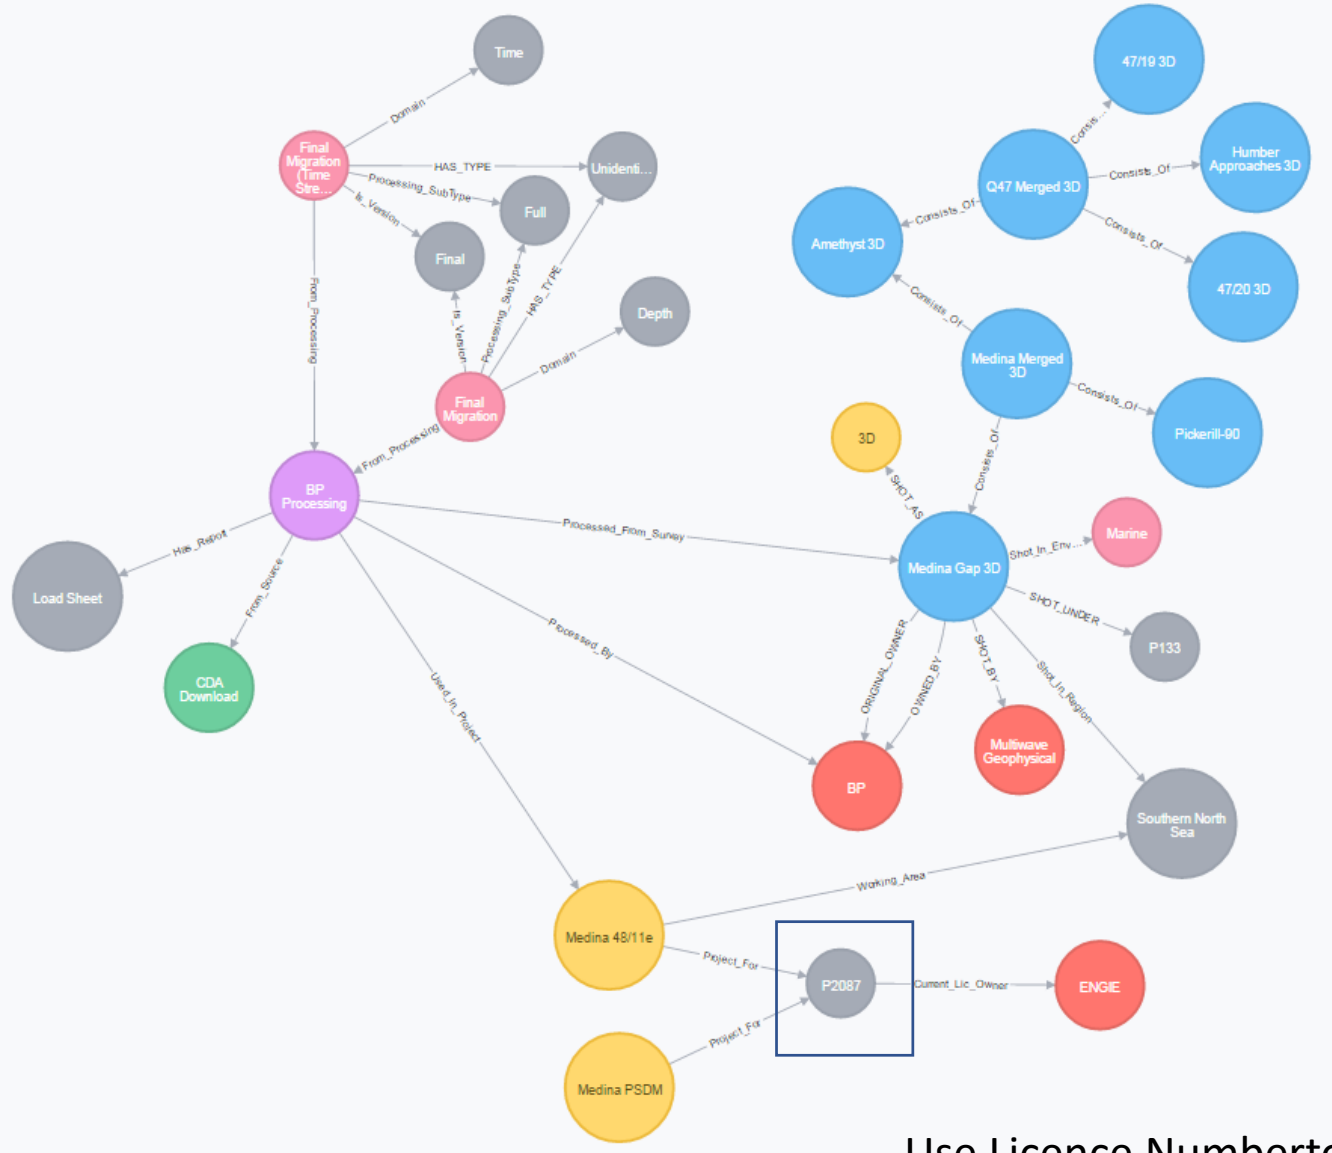 Time
Domain
Final
Migration
(Time
Stre...
HAS_TYPE
Unidenti...
Processing_SubType
Full
Is_Version
Final
From_Processing
Is_Version
Processing_SubType
HAS_TYPE
Domain
Depth
Final
Migration
From_Processing
BP
Processing
Has_Report
Load Sheet
From_Source
CDA
Download
Processed_From_Survey
Processed_By
Used_In_Project
47/19 3D
Consis...
Humber
Approaches 3D
Consists_Of
Q47 Merged 3D
Consists_Of
Amethyst 3D
Consists_Of
47/20 3D
Consists_Of
Medina Merged
3D
Consists_Of
Pickerill-90
Consists_Of
3D
SHOT_AS
Medina Gap 3D
Shot_In_Env...
Marine
SHOT_UNDER
P133
ORIGINAL_OWNER
OWNED_BY
SHOT_BY
Shot_In_Region
Multiwave
Geophysical
BP
Southern North
Sea
Working_Area
Medina 48/11e
Project_For
P2087
Current_Lic_Owner
ENGIE
Project_For
Medina PSDM
Use Licence Numberto